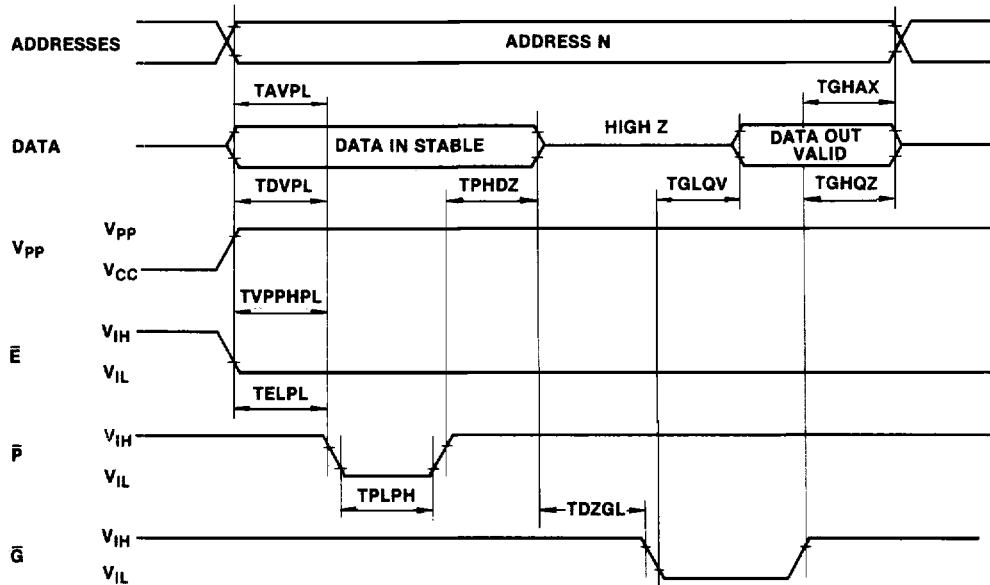 ADDRESSES
ADDRESS N
TAVPL
TGHAX
DATA
DATA IN STABLE
HIGH Z
DATA OUT
VALID
TDVPL
TPHDZ
TGLQV
TGHQZ
VPP
VPP
VCC
TVPPHPL
E̅
VIH
VIL
TELPL
P̅
VIH
VIL
TPLPH
TDZGL
G̅
VIH
VIL